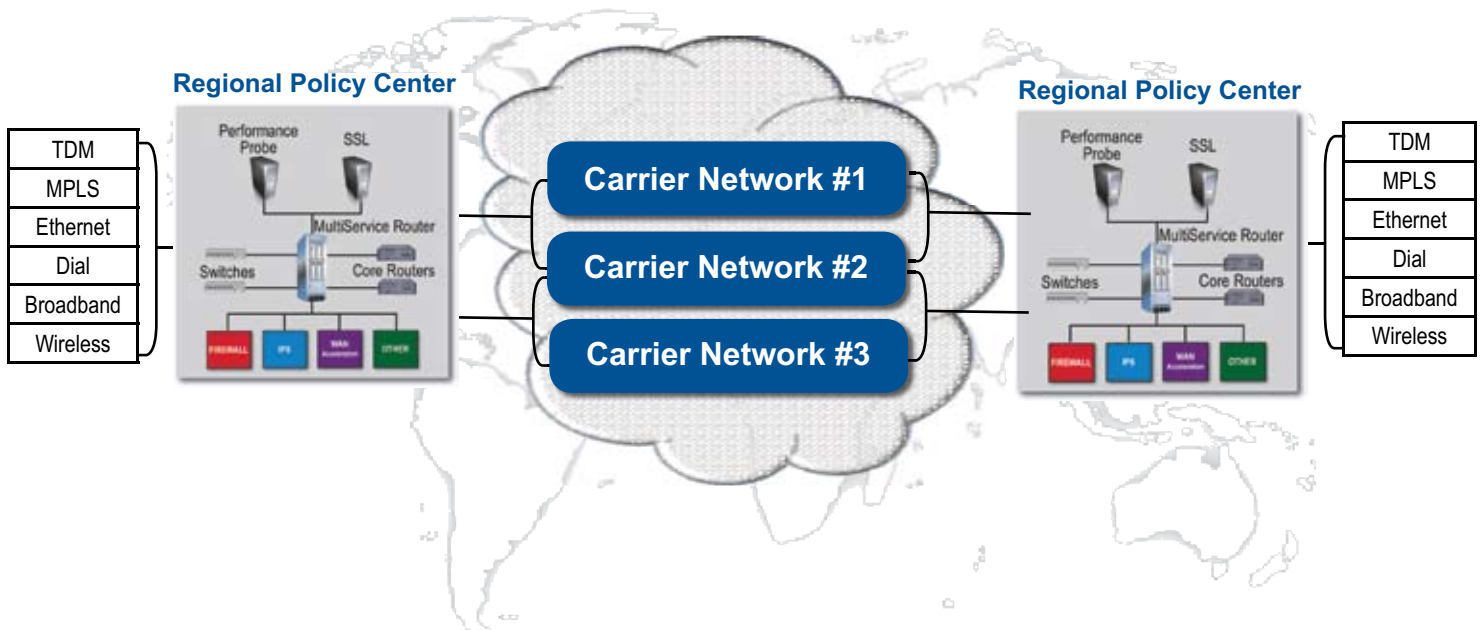 Regional Policy Center
TDM
MPLS
Ethernet
Dial
Broadband
Wireless
Performance
Probe
SSL
MultiService Router
Switches
Core Routers
FIREWALL
IPS
WAN
Acceleration
OTHER
Carrier Network #1
Carrier Network #2
Carrier Network #3
Regional Policy Center
Performance
Probe
SSL
MultiService Router
Switches
Core Routers
FIREWALL
IPS
WAN
Acceleration
OTHER
TDM
MPLS
Ethernet
Dial
Broadband
Wireless